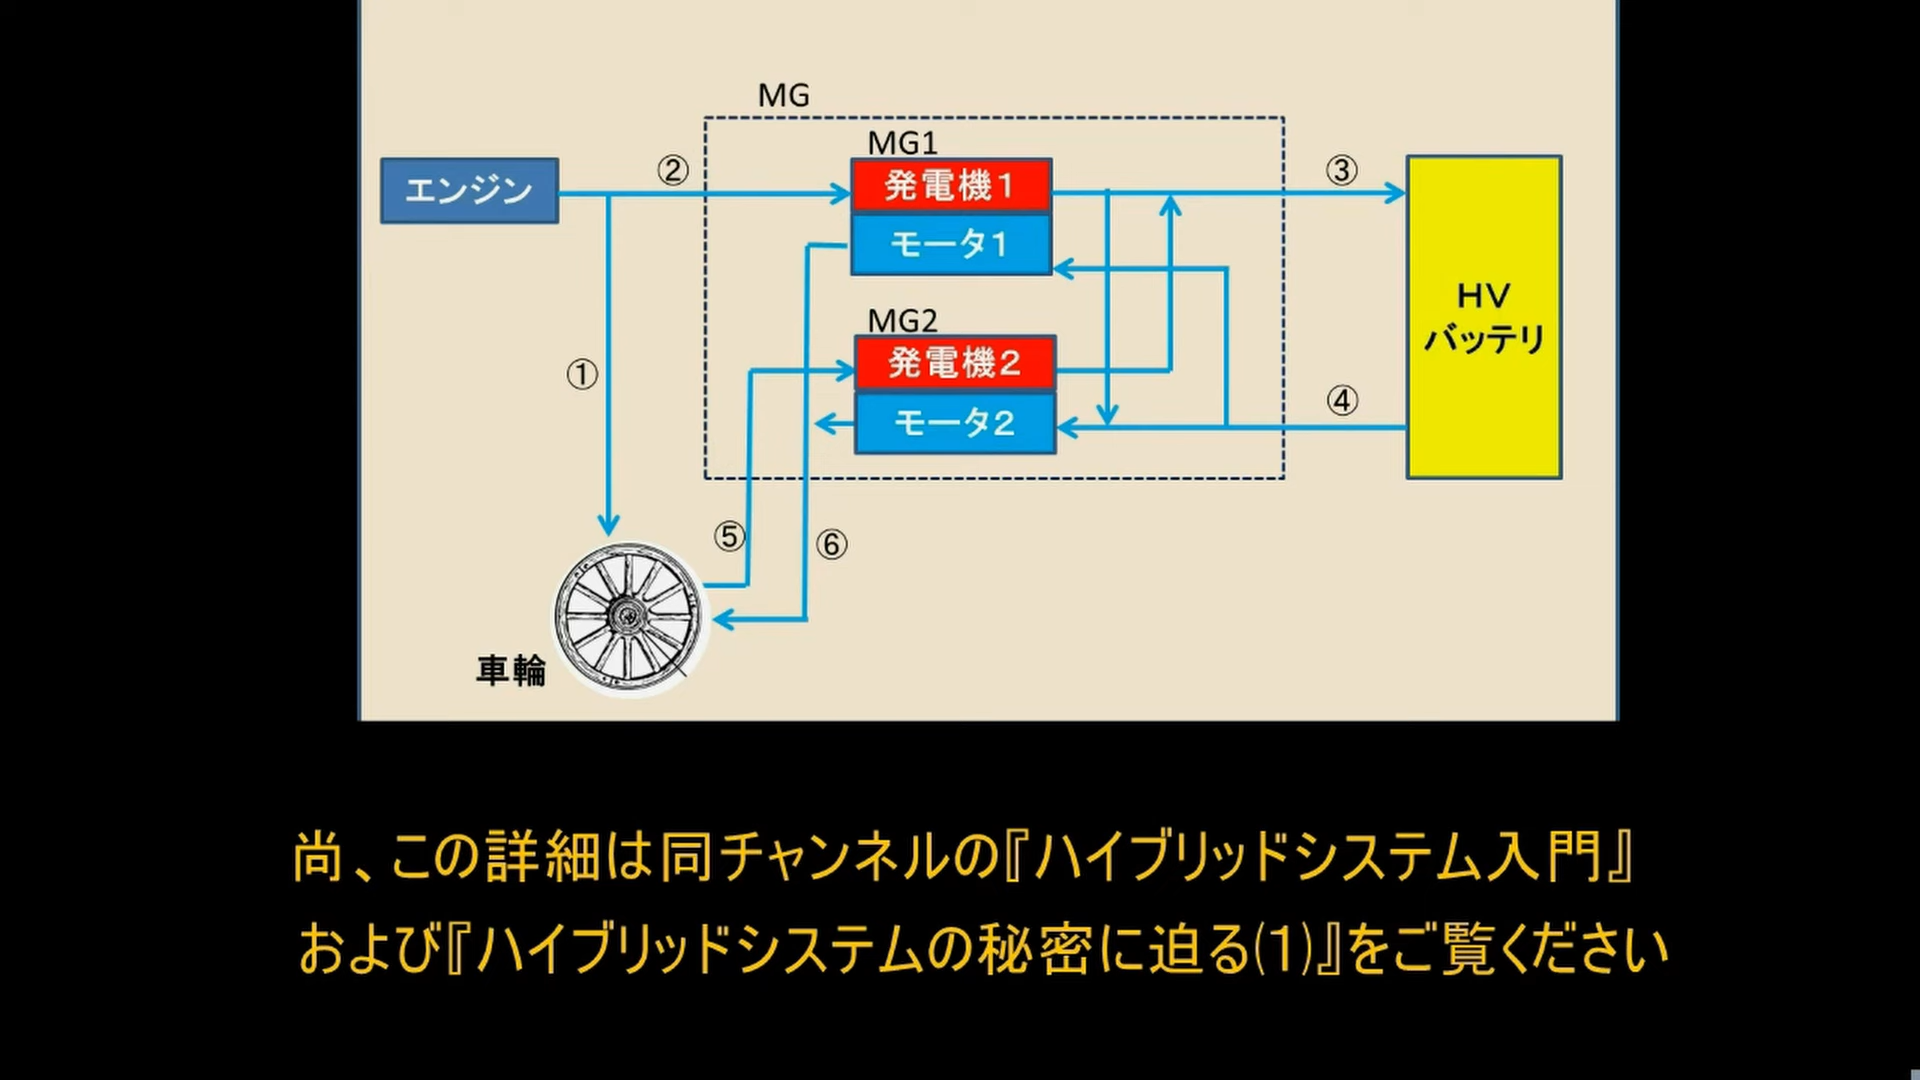 MG
MG1
エンジン
②
発電機1
③
モータ1
MG2
発電機2
モータ2
HV
バッテリ
①
④
⑤
⑥
車輪
尚、この詳細は同チャンネルの『ハイブリッドシステム入門』
および『ハイブリッドシステムの秘密に迫る(1)』をご覧ください